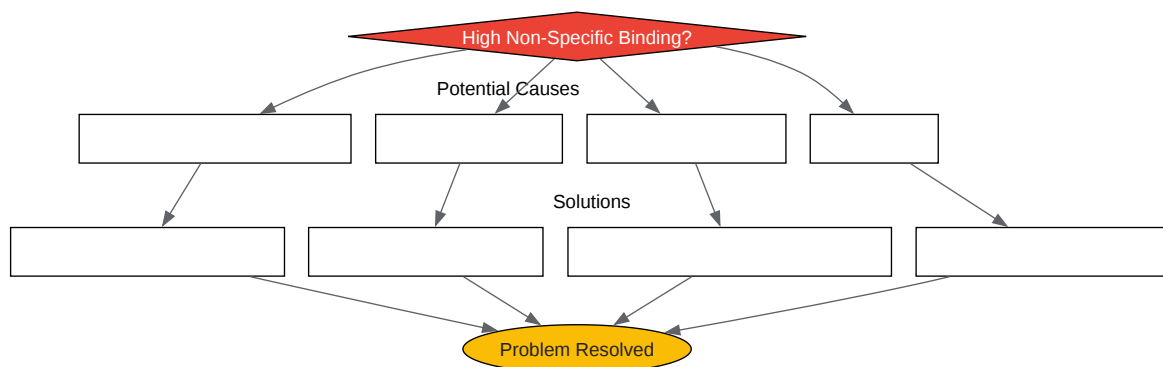 High Non-Specific Binding?
Potential Causes
Solutions
Problem Resolved